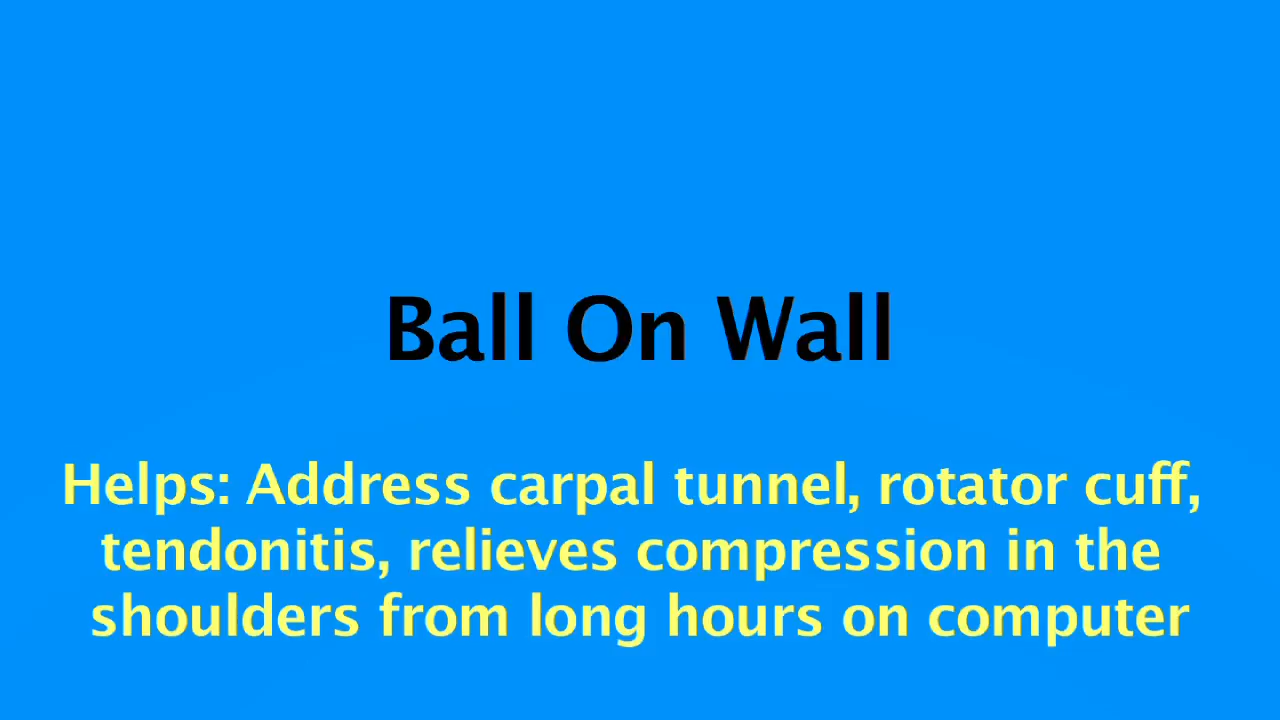 Ball On Wall
Helps: Address carpal tunnel, rotator cuff,
tendonitis, relieves compression in the
shoulders from long hours on computer